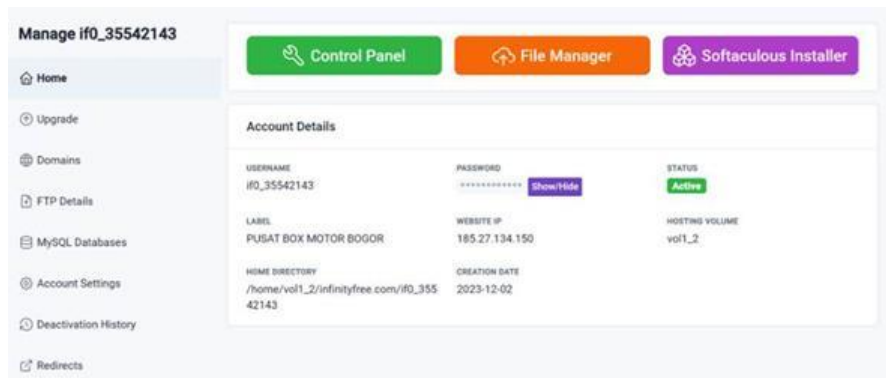 Manage if0_35542143
Home
Upgrade
Domains
FTP Details
MySQL Databases
Account Settings
Deactivation History
Redirects
Control Panel
File Manager
Softaculous Installer
Account Details
USERNAME
if0_35542143
PASSWORD
************ Show/Hide
STATUS
Active
LABEL
PUSAT BOX MOTOR BOGOR
WEBSITE IP
185.27.134.150
HOSTING VOLUME
vol1_2
HOME DIRECTORY
/home/vol1_2/infinityfree.com/if0_355
42143
CREATION DATE
2023-12-02